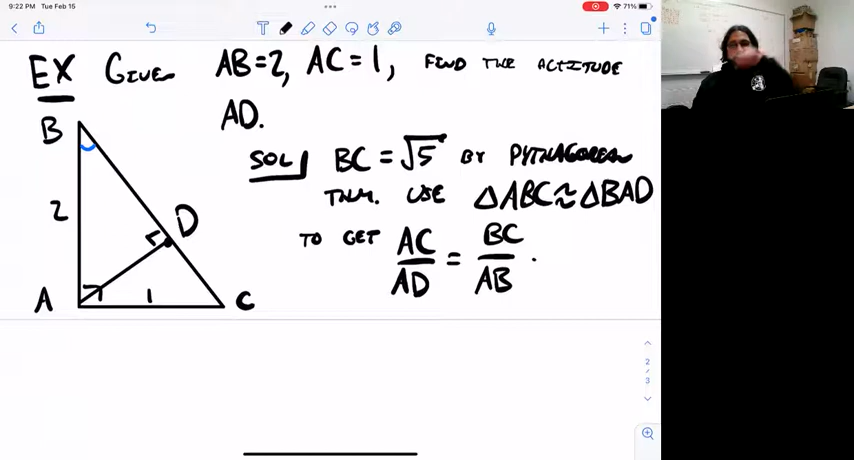 9:22 PM Tue Feb 15
71%
EX Given AB=2, AC=1, FIND THE ALTITUDE
AD.
B
SOL BC = √5 BY PYTHAGOREAN
THM. USE △ABC≈△BAD
2
D
TO GET AC/AD = BC/AB .
A
1
C
2
/
3